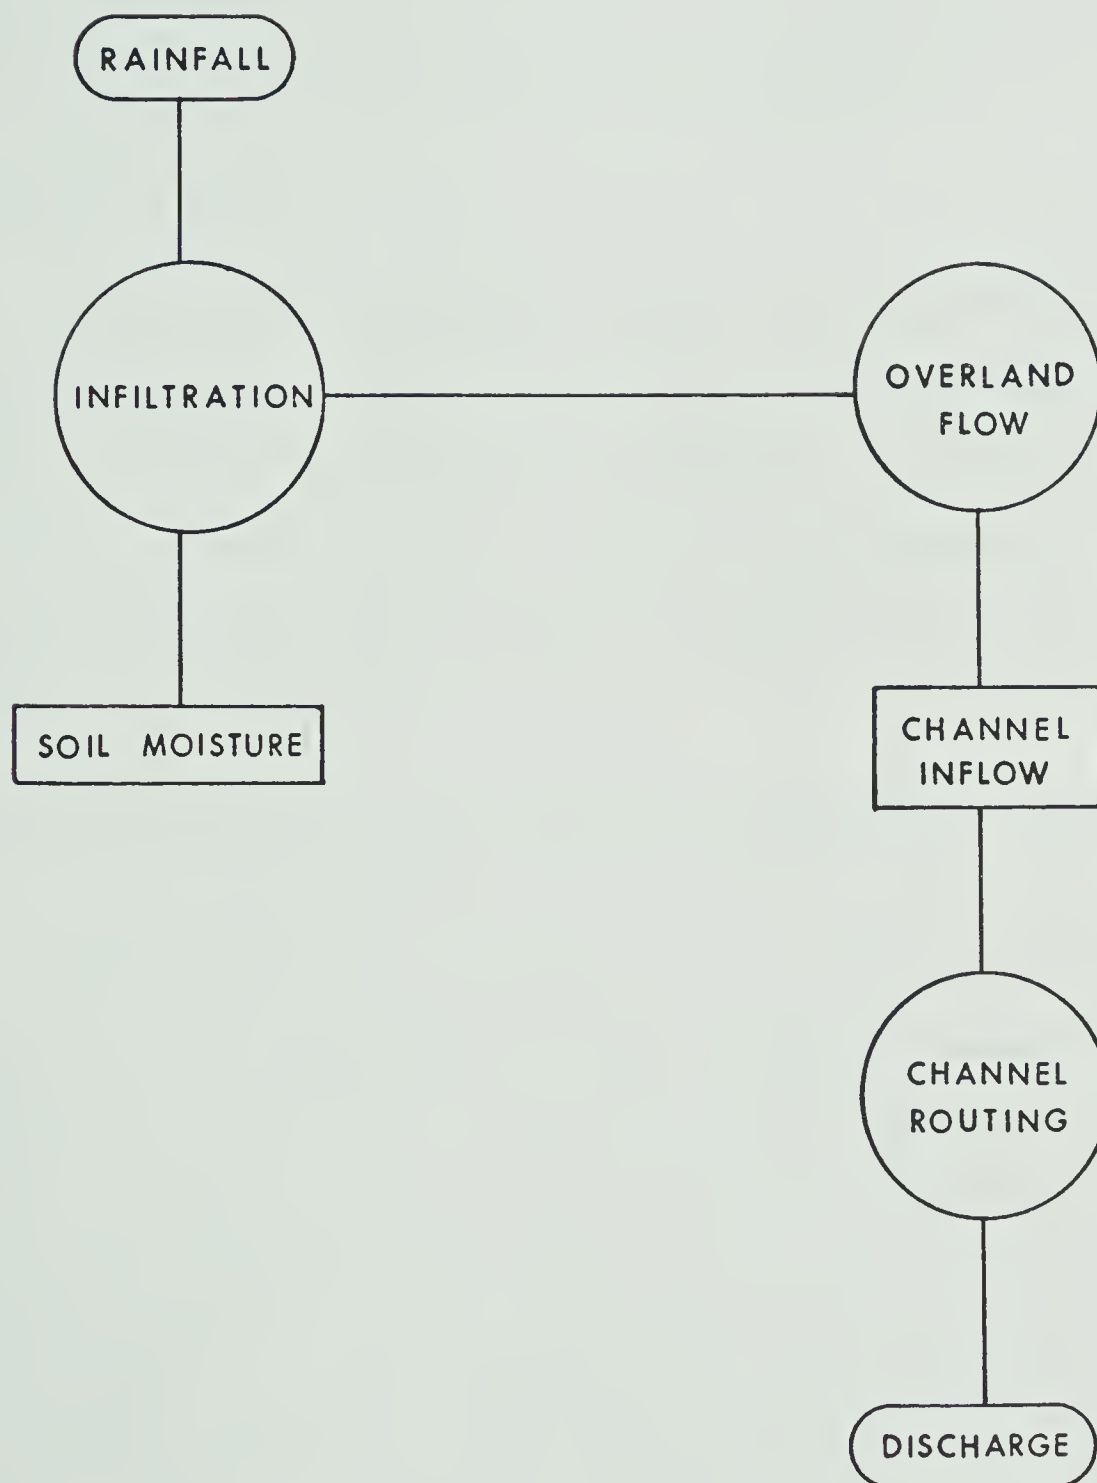 RAINFALL
INFILTRATION
OVERLAND
FLOW
SOIL MOISTURE
CHANNEL
INFLOW
CHANNEL
ROUTING
DISCHARGE